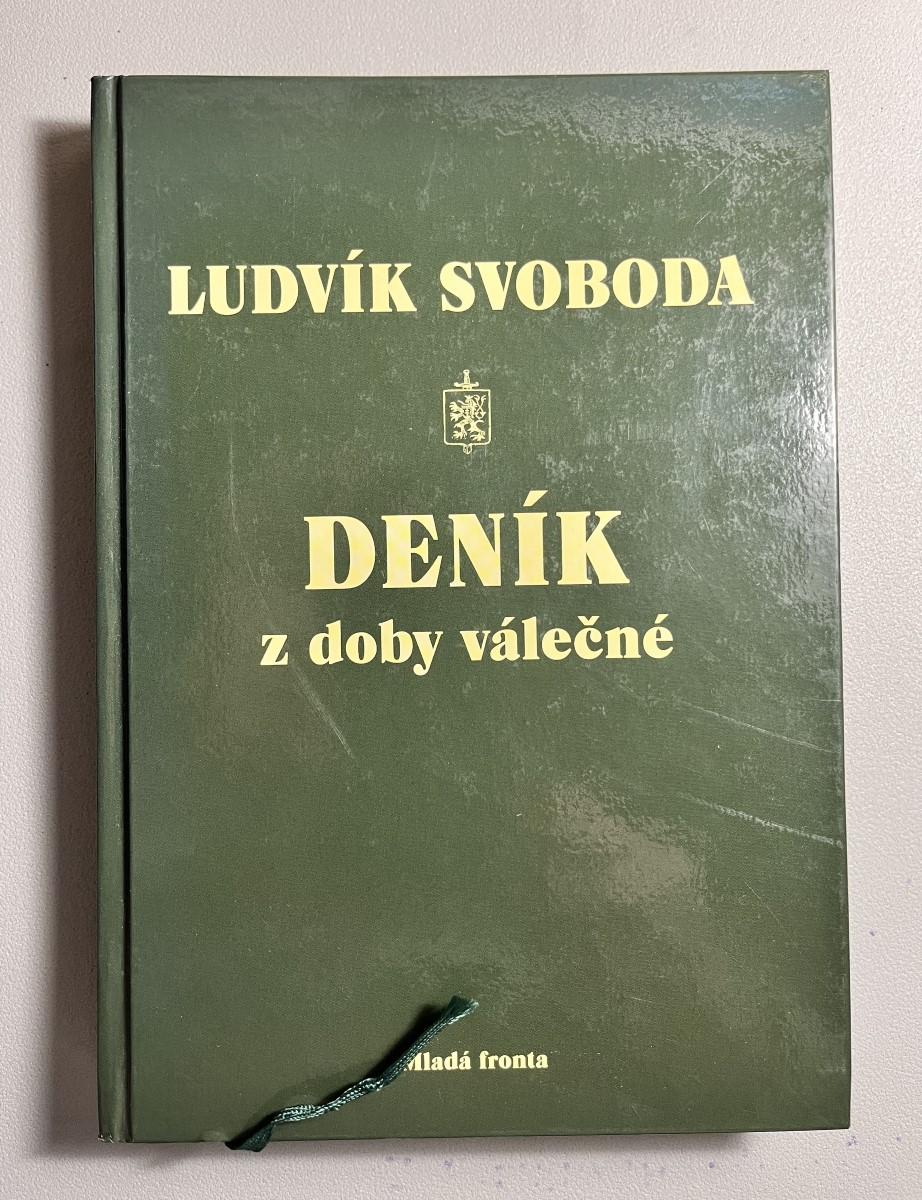 LUDVÍK SVOBODA
DENÍK
z doby válečné
Mladá fronta